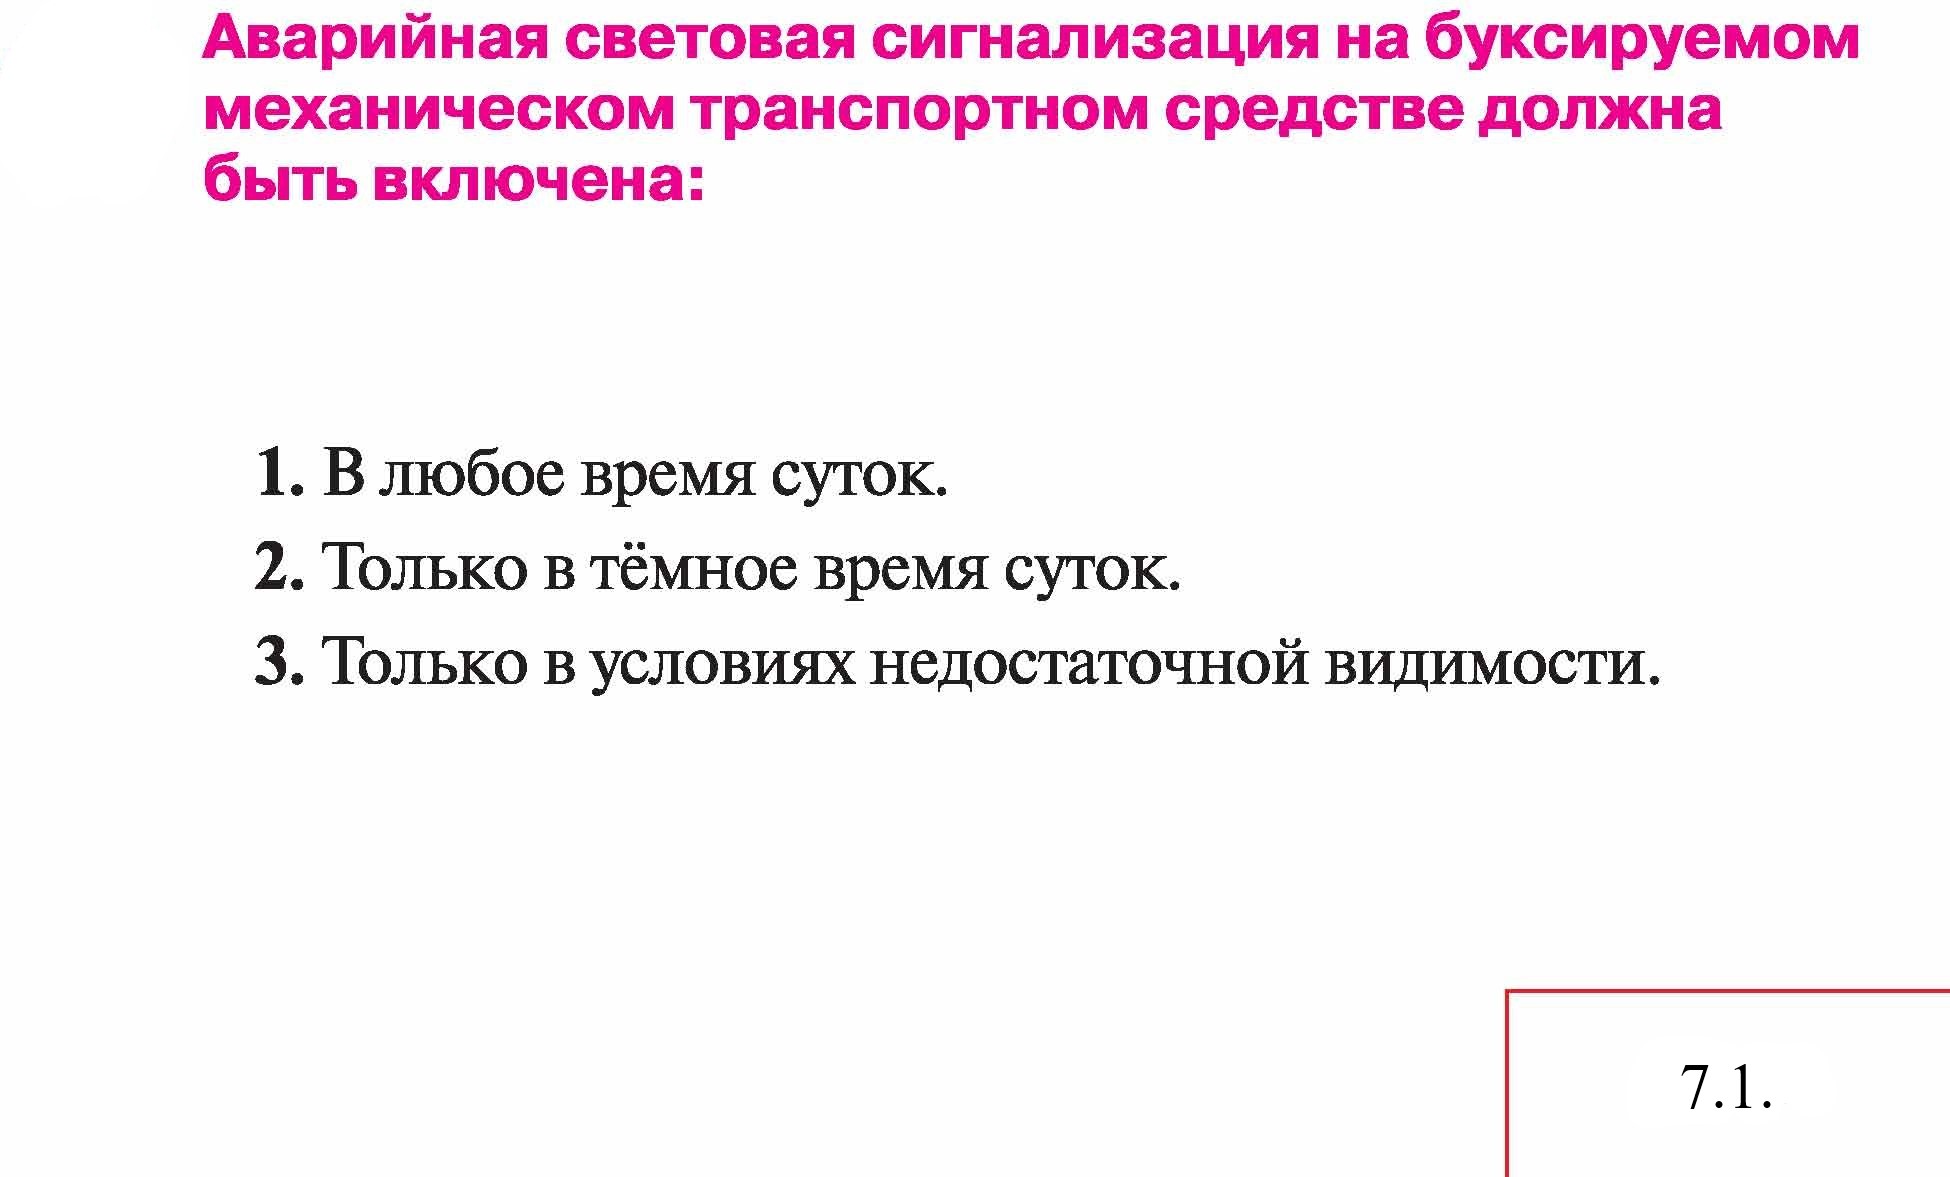 Аварийная световая сигнализация на буксируемом
механическом транспортном средстве должна
быть включена:
1. В любое время суток.
2. Только в тёмное время суток.
3. Только в условиях недостаточной видимости.
7.1.